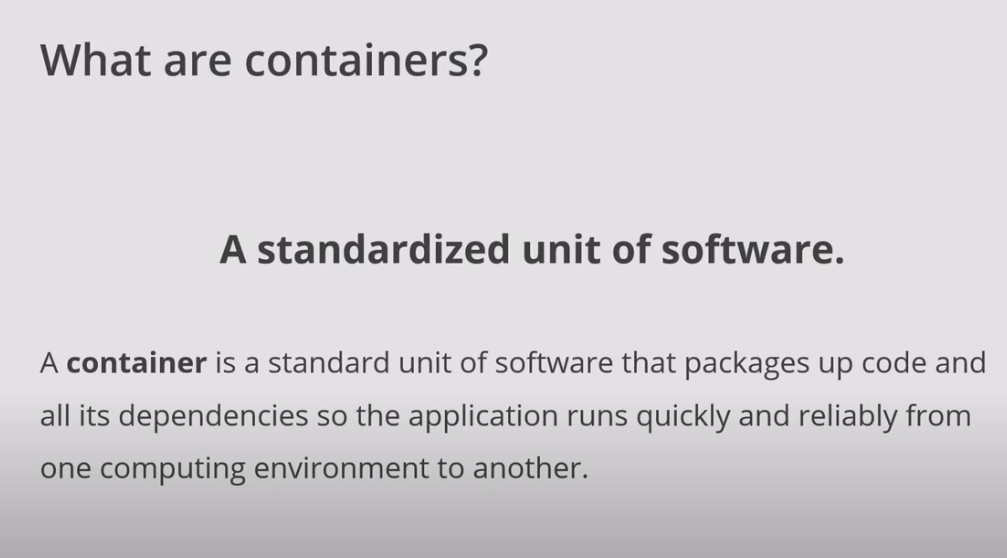 What are containers?
A standardized unit of software.
A container is a standard unit of software that packages up code and
all its dependencies so the application runs quickly and reliably from
one computing environment to another.